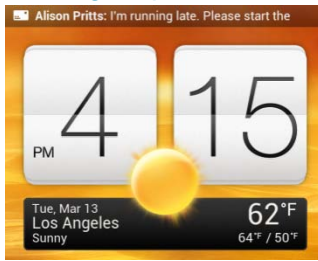 Alison Pritts: I'm running late. Please start the
4 15
PM
Tue, Mar 13
Los Angeles
Sunny
62°F
64°F / 50°F